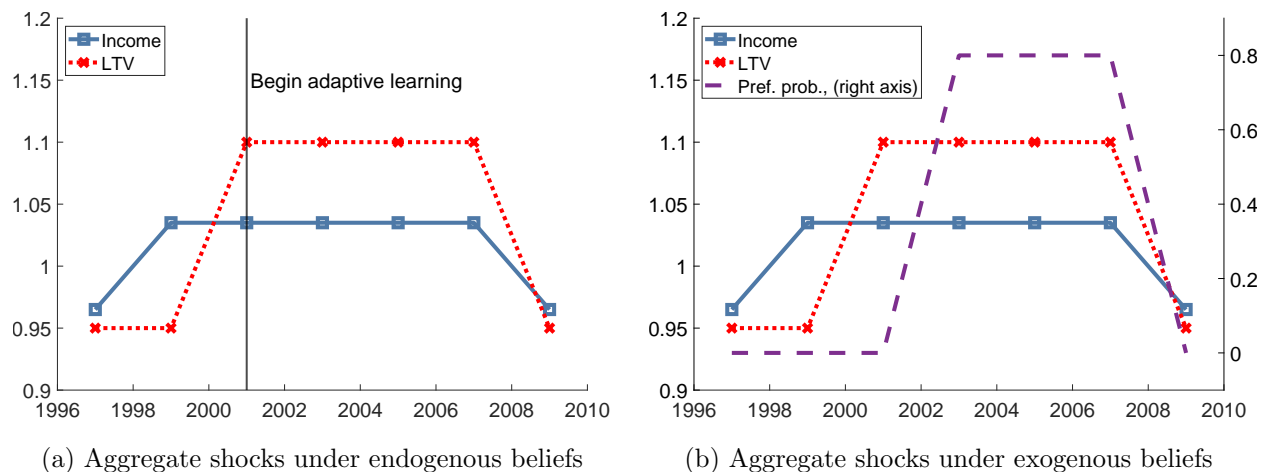 1.2
1.15
1.1
1.05
1
0.95
0.9
Income
LTV
Begin adaptive learning
1996 1998 2000 2002 2004 2006 2008 2010
(a) Aggregate shocks under endogenous beliefs
1.2
1.15
1.1
1.05
1
0.95
0.9
Income
LTV
Pref. prob., (right axis)
0.8
0.6
0.4
0.2
0
1996 1998 2000 2002 2004 2006 2008 2010
(b) Aggregate shocks under exogenous beliefs